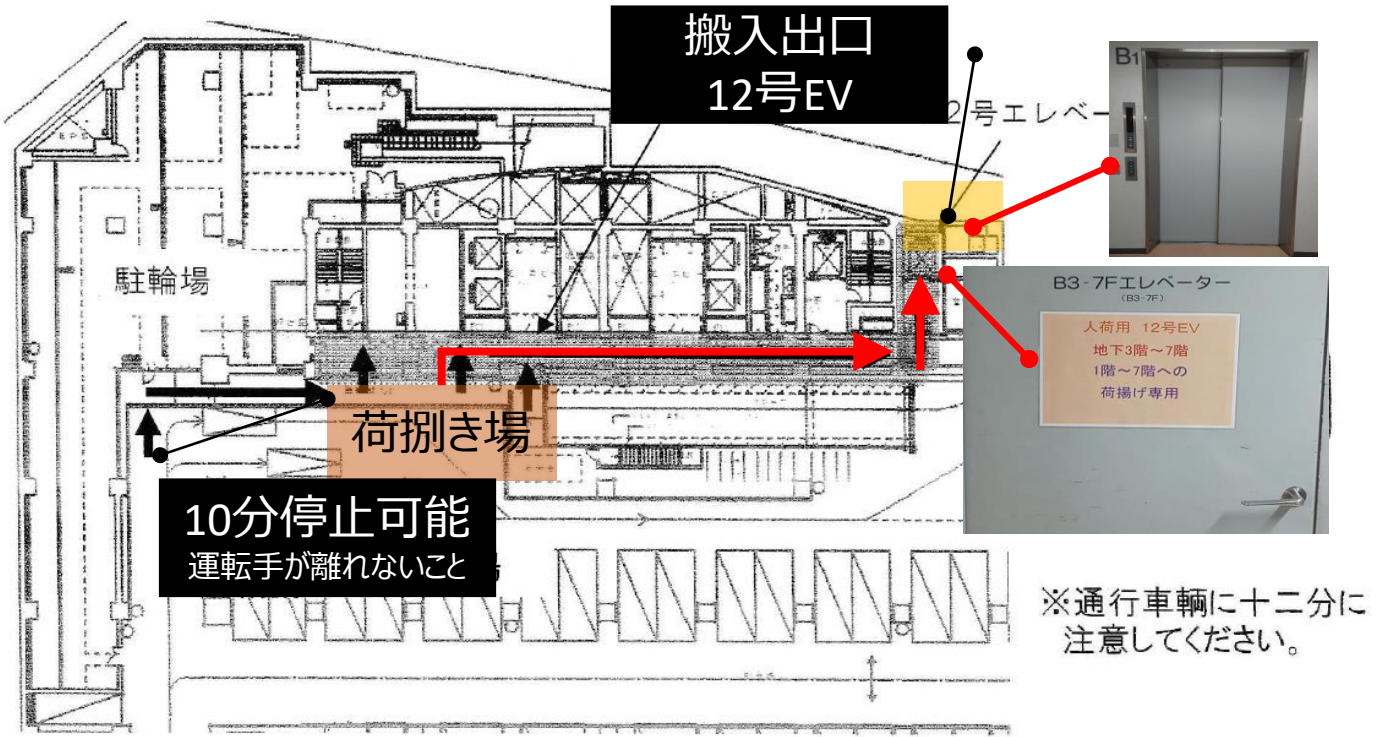 搬入出口
12号EV
2号エレベー
B1
駐輪場
B3-7Fエレベーター
(B3-7F)
人荷用 12号EV
地下3階~7階
1階~7階への
荷揚げ専用
荷捌き場
10分停止可能
運転手が離れないこと
※通行車輌に十二分に
注意してください。